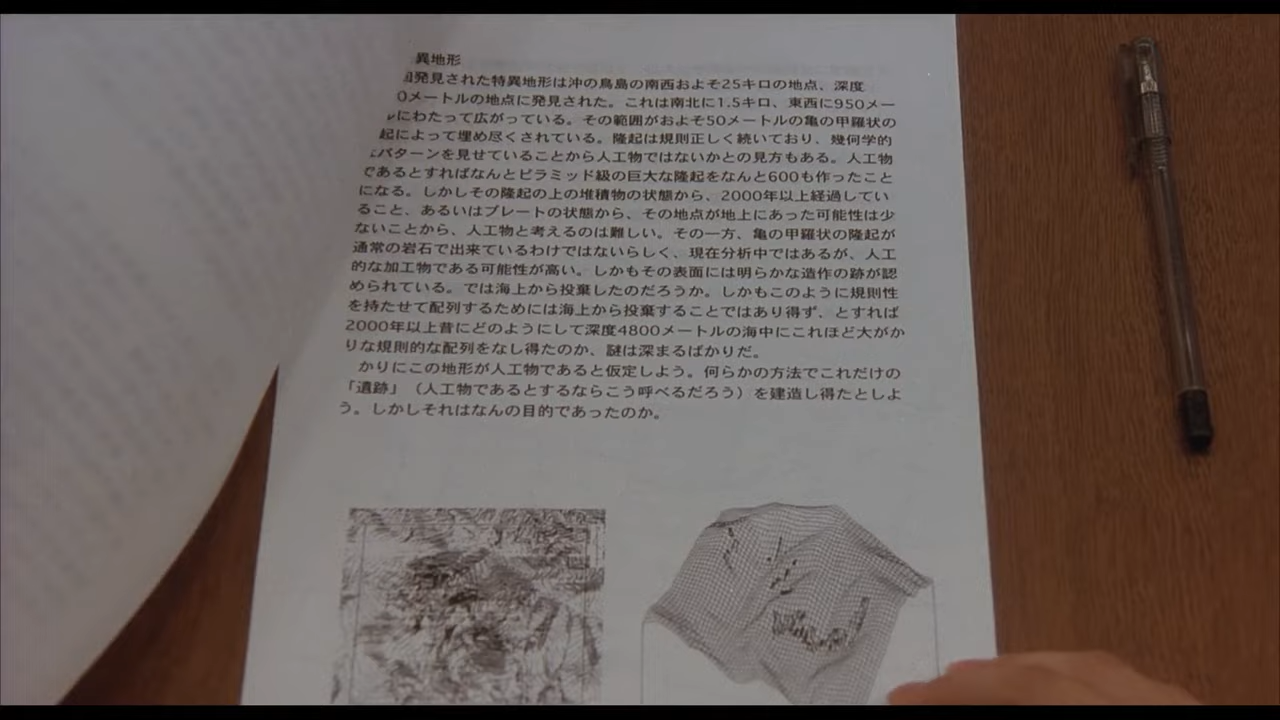 異地形
発見された特異地形は沖の鳥島の南西およそ25キロの地点、深度
0メートルの地点に発見された。これは南北に1.5キロ、東西に950メー
にわたって広がっている。その範囲がおよそ50メートルの亀の甲羅状の
起によって埋め尽くされている。隆起は規則正しく続いており、幾何学的
パターンを見せていることから人工物ではないかとの見方もある。人工物
であるとすればなんとピラミッド級の巨大な隆起をなんと600も作ったこと
になる。しかしその隆起の上の堆積物の状態から、2000年以上経過してい
ること、あるいはプレートの状態から、その地点が地上にあった可能性は少
ないことから、人工物と考えるのは難しい。その一方、亀の甲羅状の隆起が
通常の岩石で出来ているわけではないらしく、現在分析中ではあるが、人工
的な加工物である可能性が高い。しかもその表面には明らかな造作の跡が認
められている。では海上から投棄したのだろうか。しかもこのように規則性
を持たせて配列するためには海上から投棄することではあり得ず、とすれば
2000年以上昔にどのようにして深度4800メートルの海中にこれほど大がか
りな規則的な配列をなし得たのか、謎は深まるばかりだ。
かりにこの地形が人工物であると仮定しよう。何らかの方法でこれだけの
「遺跡」（人工物であるとするならこう呼べるだろう）を建造し得たとしよ
う。しかしそれはなんの目的であったのか。